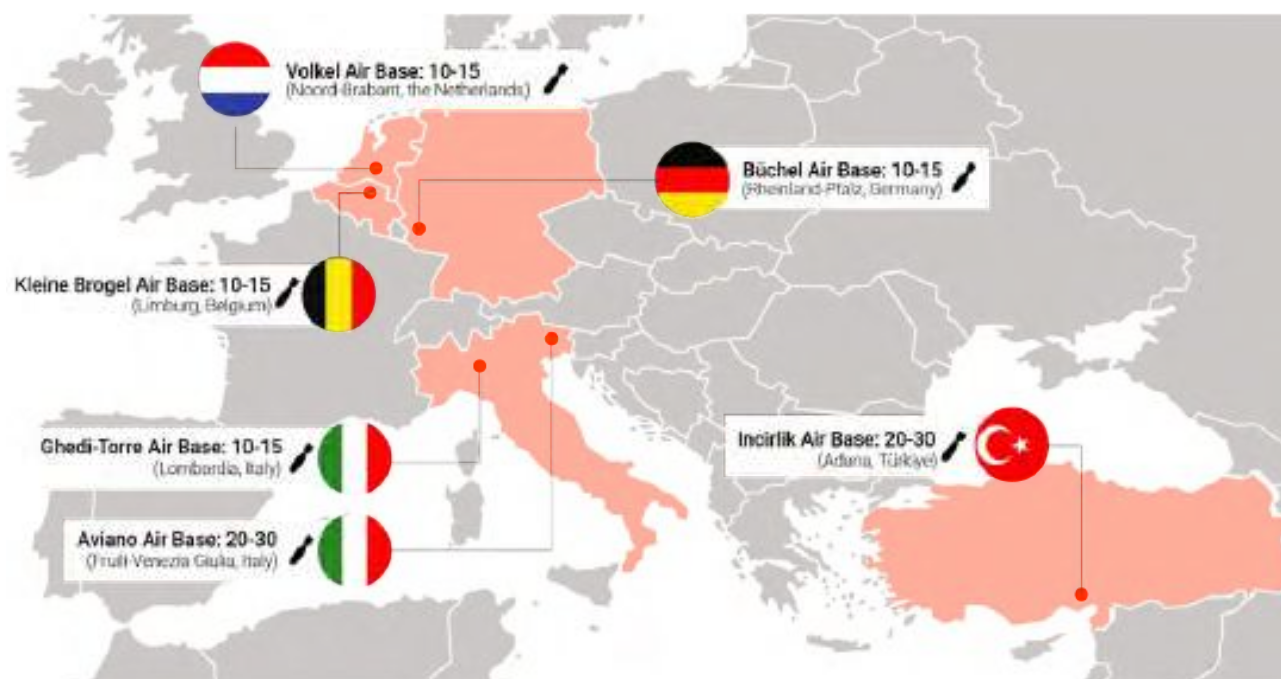 Volkel Air Base: 10-15
(Noord-Brabant, the Netherlands)
Büchel Air Base: 10-15
(Rheinland-Pfalz, Germany)
Kleine Brogel Air Base: 10-15
(Limburg, Belgium)
Ghedi-Torre Air Base: 10-15
(Lombardia, Italy)
Incirlik Air Base: 20-30
(Adana, Türkiye)
Aviano Air Base: 20-30
(Friuli-Venezia Giulia, Italy)